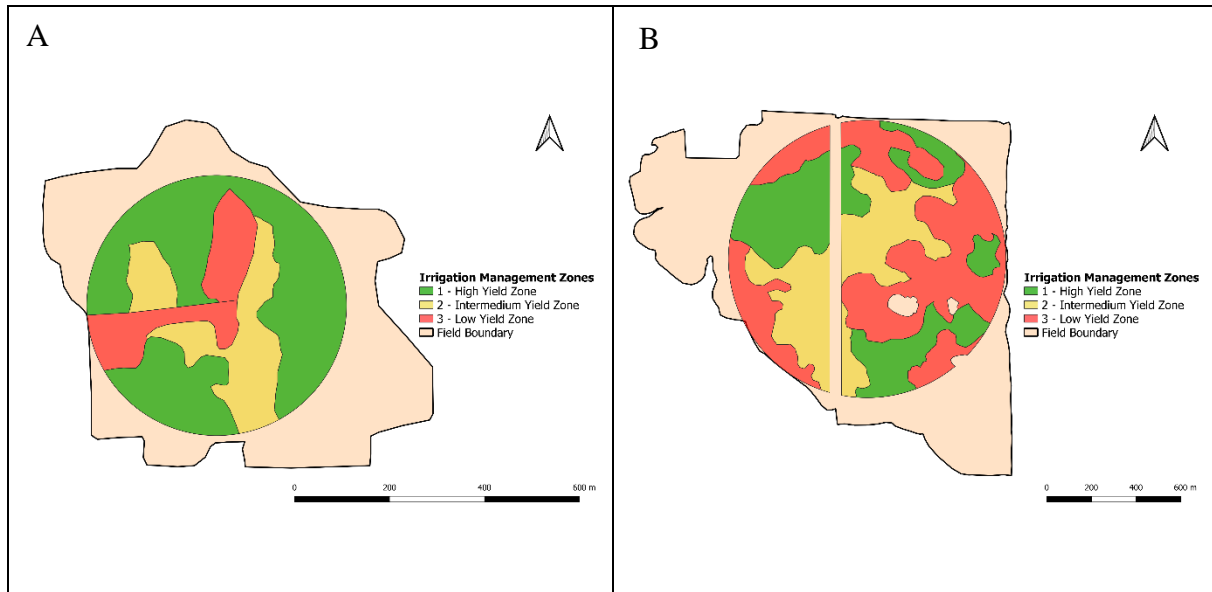 A
Irrigation Management Zones
1 - High Yield Zone
2 - Intermedium Yield Zone
3 - Low Yield Zone
Field Boundary
0 200 400 600 m
B
Irrigation Management Zones
1 - High Yield Zone
2 - Intermedium Yield Zone
3 - Low Yield Zone
Field Boundary
0 200 400 600 m